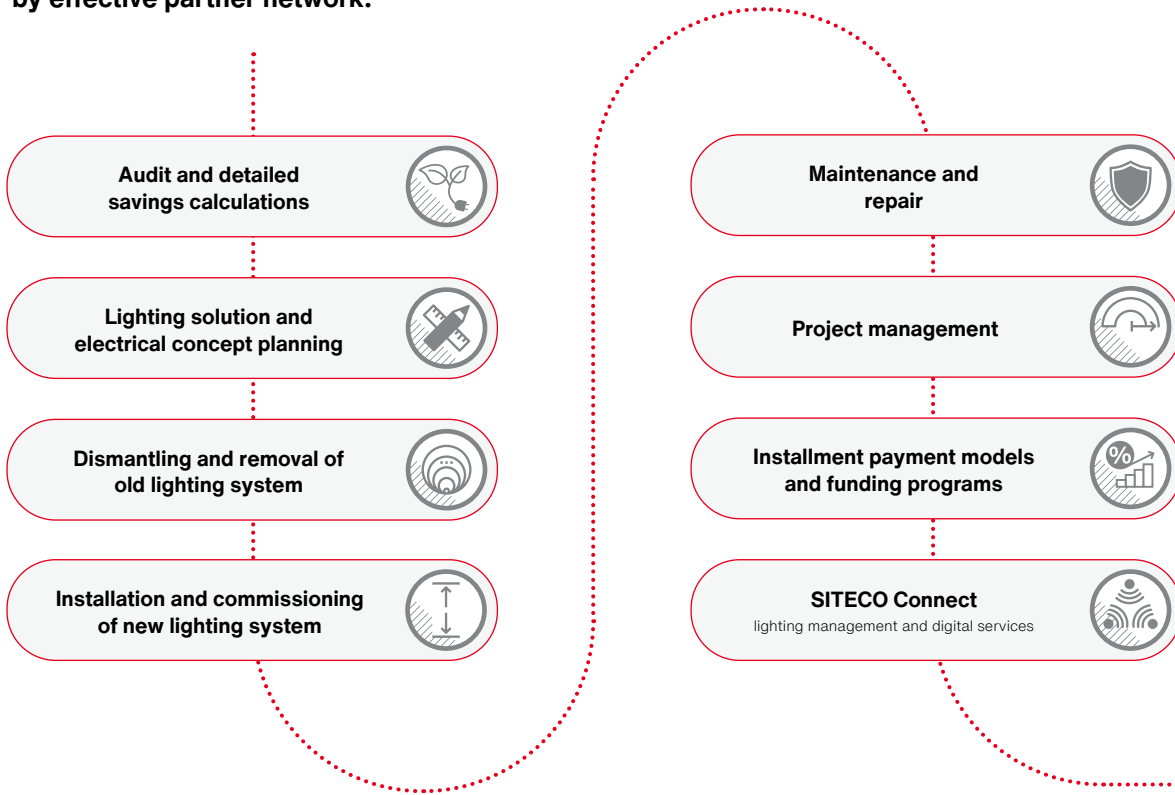 by effective partner network.
Audit and detailed
savings calculations
Lighting solution and
electrical concept planning
Dismantling and removal of
old lighting system
Installation and commissioning
of new lighting system
Maintenance and
repair
Project management
Installment payment models
and funding programs
%
SITECO Connect
lighting management and digital services